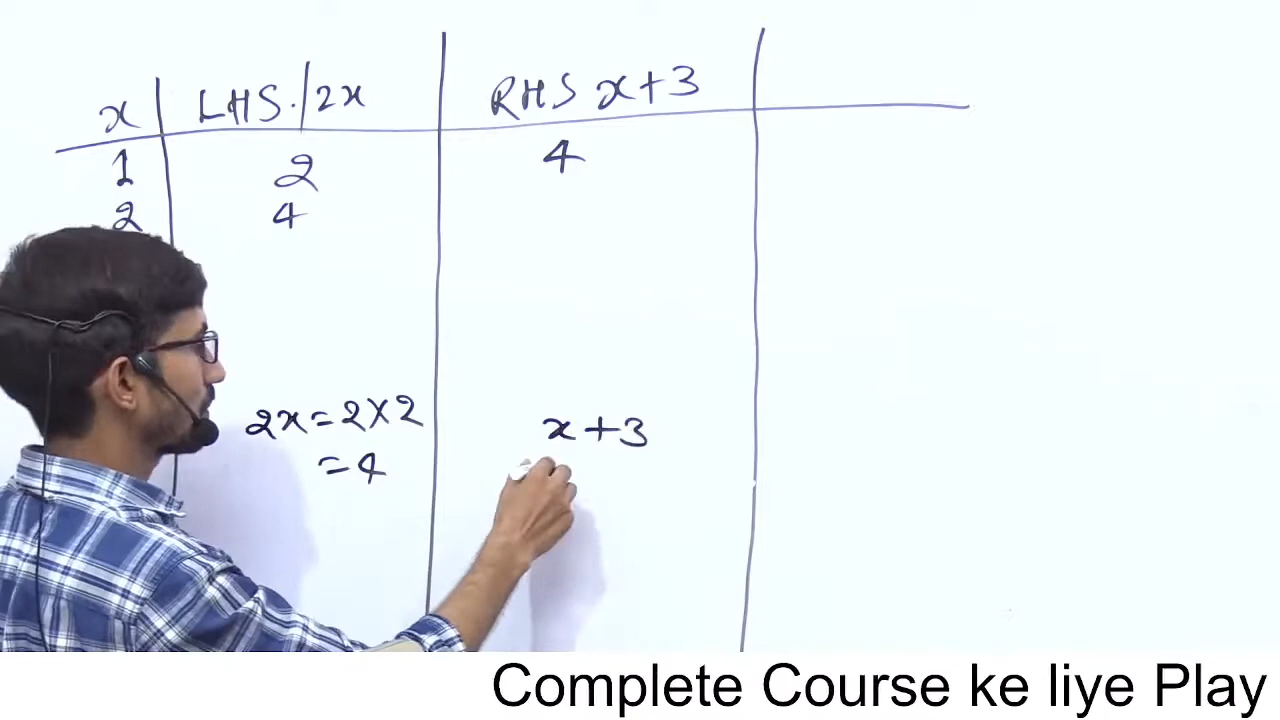 x LHS./2x RHS x+3
1 2 4
2 4
2x=2×2 x+3
=4
Complete Course ke liye Play